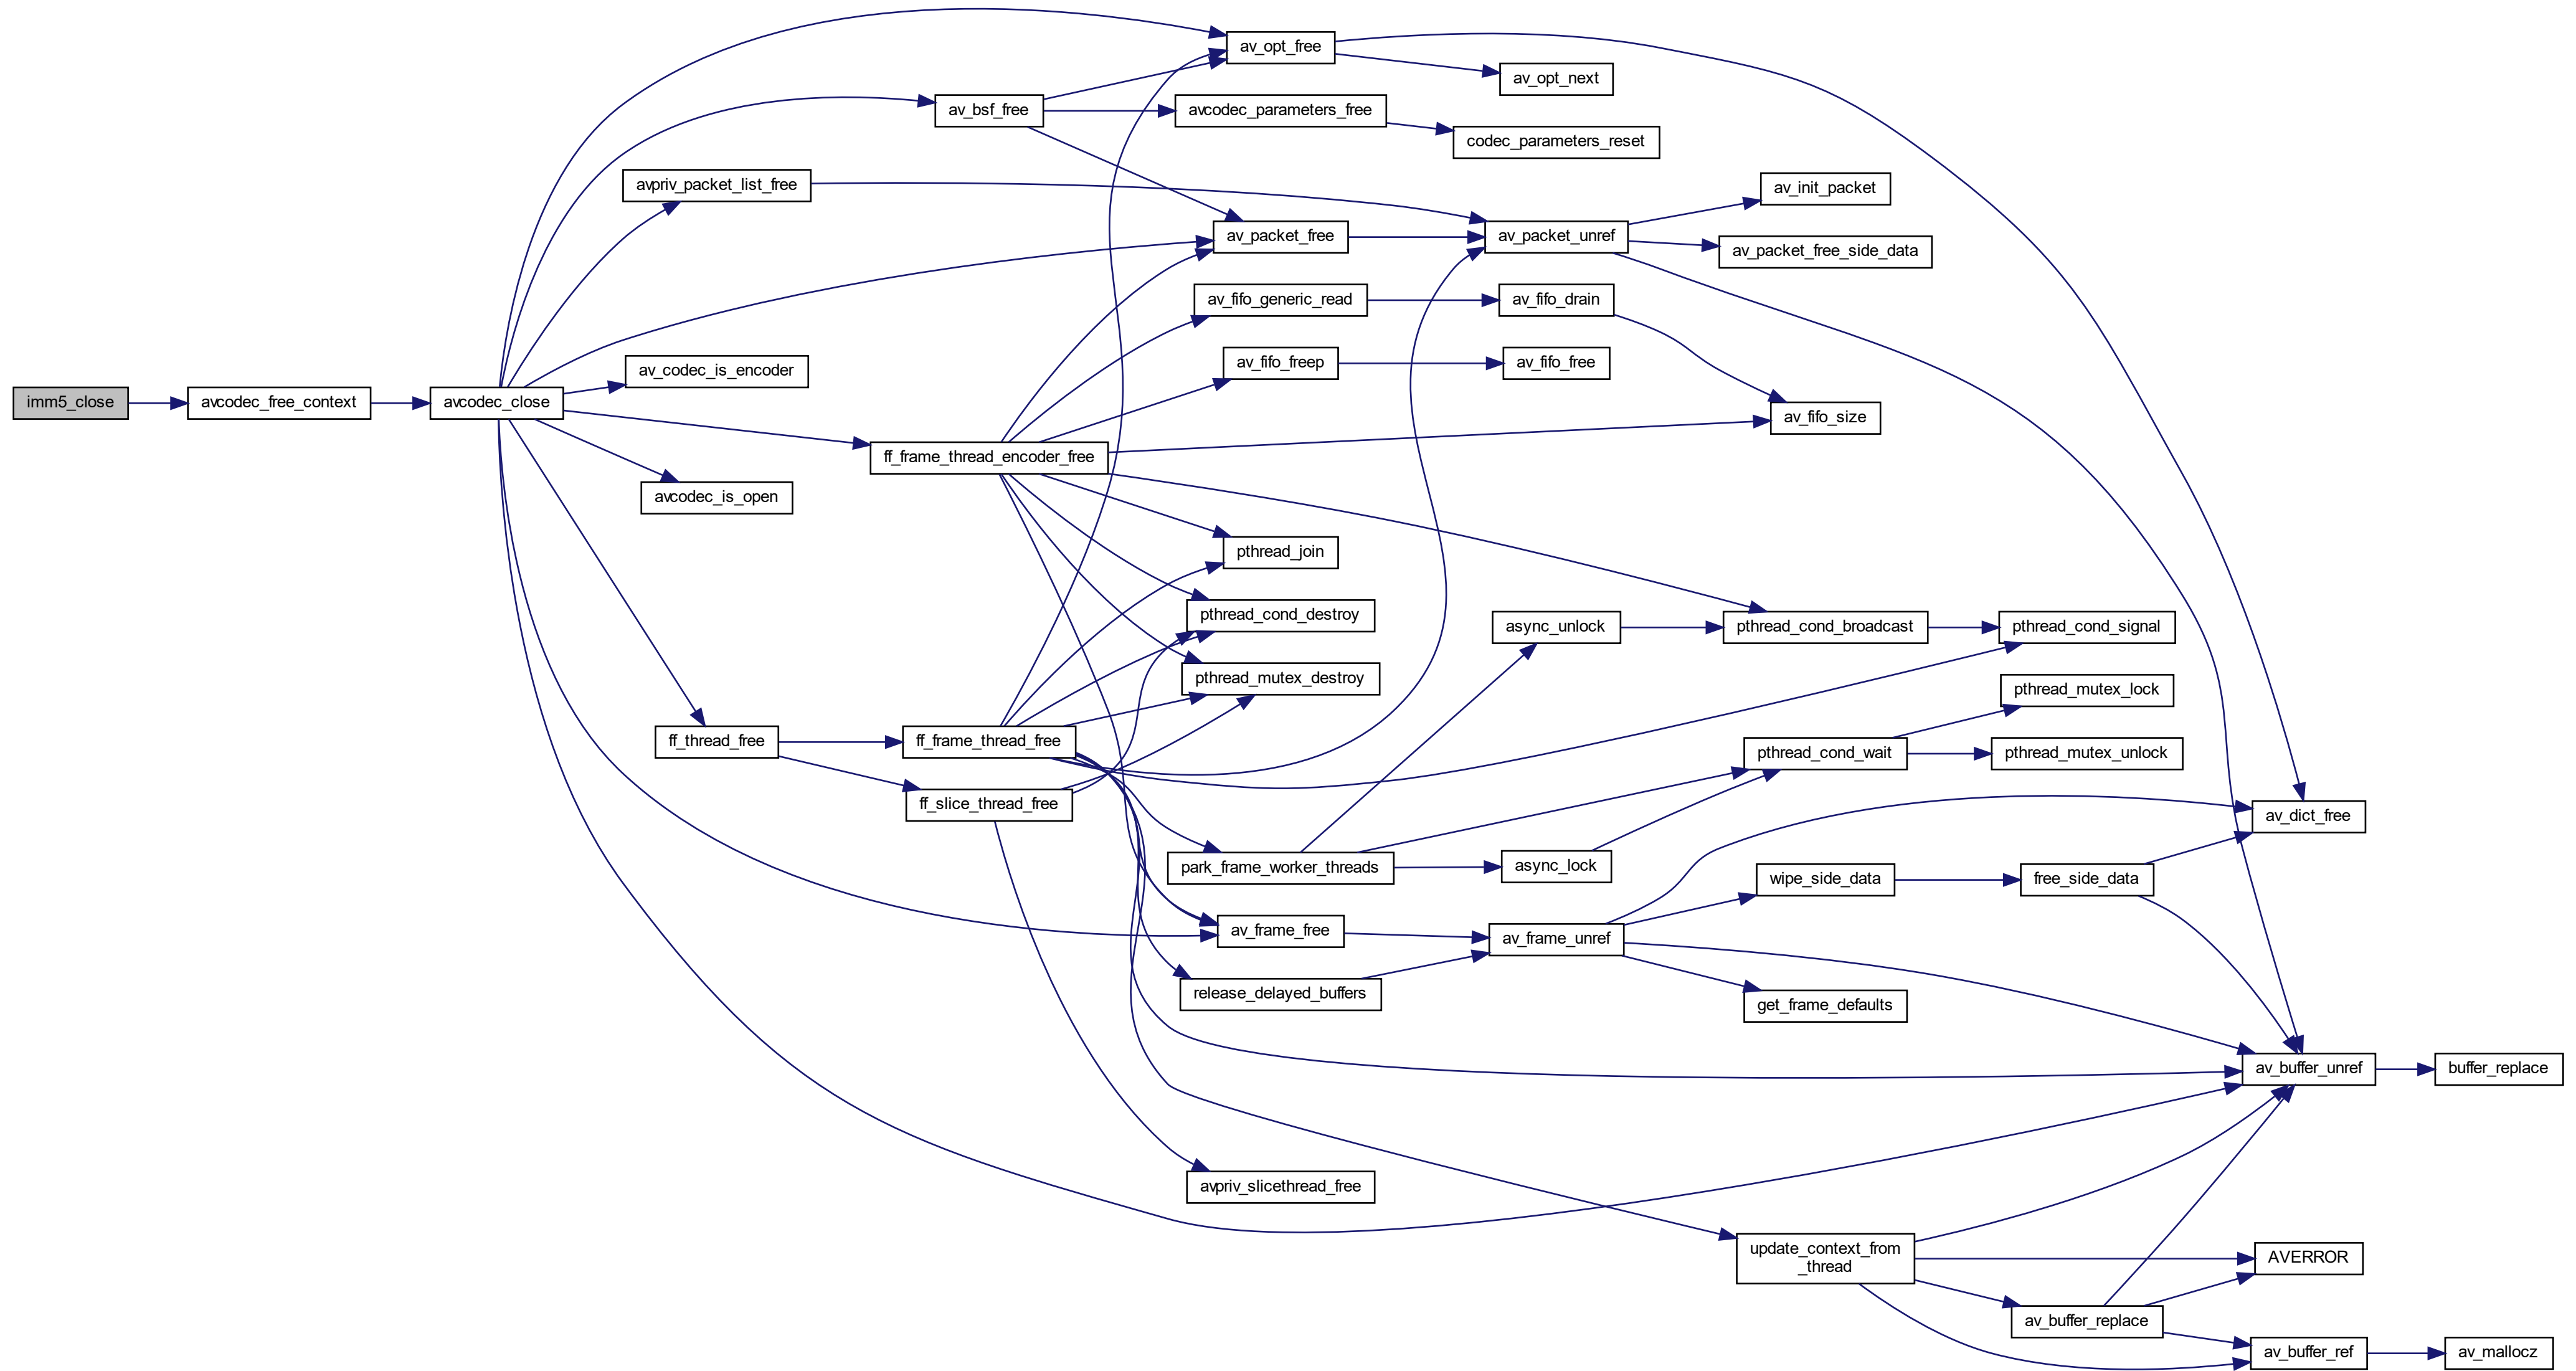 av_opt_free
av_opt_next
av_bsf_free
avcodec_parameters_free
codec_parameters_reset
avpriv_packet_list_free
av_init_packet
av_packet_free
av_packet_unref
av_packet_free_side_data
av_fifo_generic_read
av_fifo_drain
av_codec_is_encoder
av_fifo_freep
av_fifo_free
imm5_close
avcodec_free_context
avcodec_close
av_fifo_size
ff_frame_thread_encoder_free
avcodec_is_open
pthread_join
pthread_cond_destroy
async_unlock
pthread_cond_broadcast
pthread_cond_signal
pthread_mutex_destroy
pthread_mutex_lock
ff_thread_free
ff_frame_thread_free
pthread_cond_wait
pthread_mutex_unlock
ff_slice_thread_free
av_dict_free
park_frame_worker_threads
async_lock
wipe_side_data
free_side_data
av_frame_free
av_frame_unref
release_delayed_buffers
get_frame_defaults
av_buffer_unref
buffer_replace
avpriv_slicethread_free
update_context_from
_thread
AVERROR
av_buffer_replace
av_buffer_ref
av_mallocz